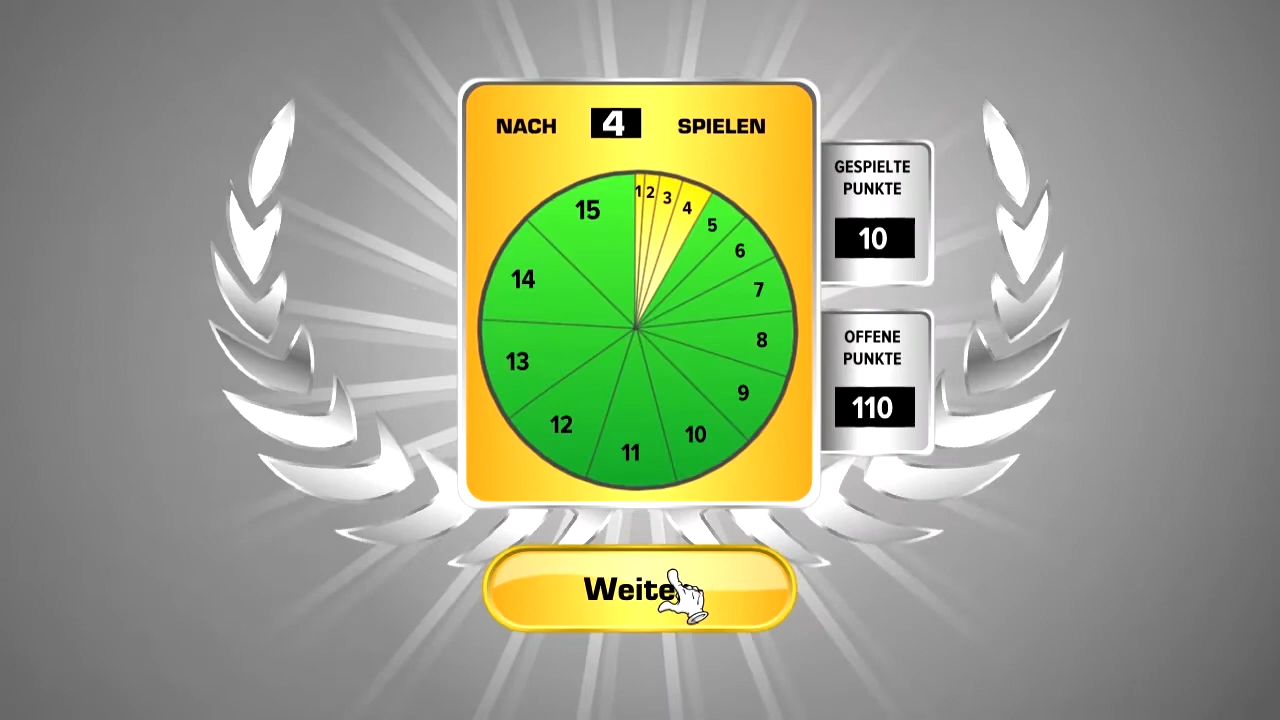 NACH 4 SPIELEN
1 2 3 4 5 6 7 8 9 10 11 12 13 14 15
GESPIELTE
PUNKTE
10
OFFENE
PUNKTE
110
Weite